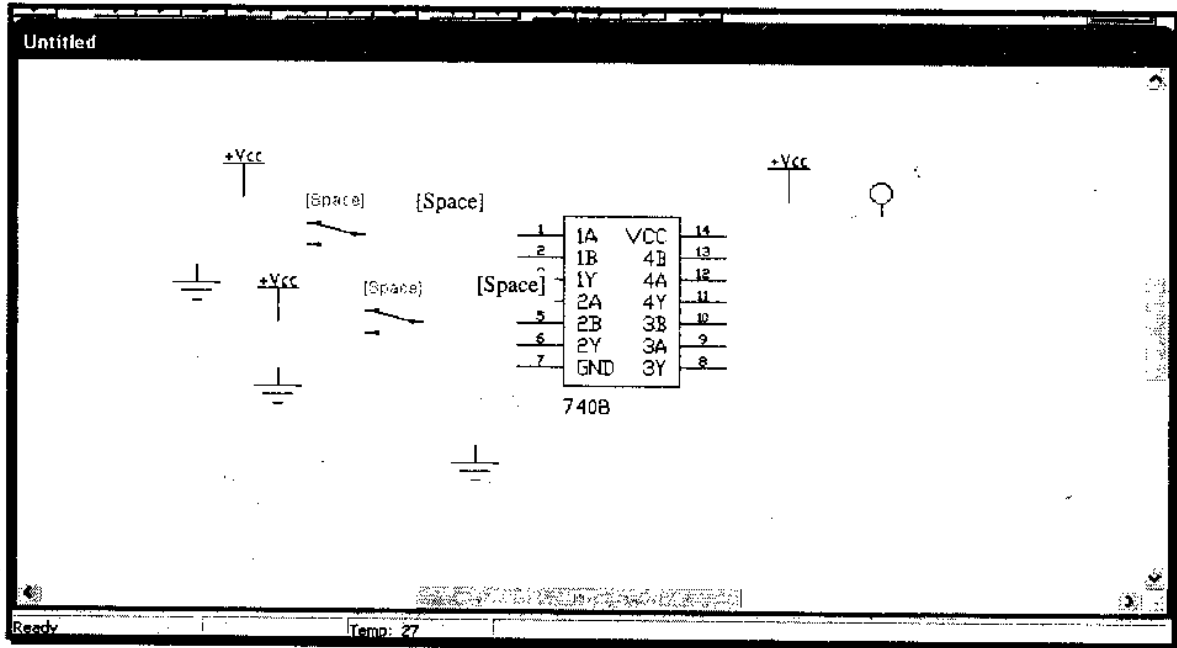 Untitled
+Vcc
+Vcc
[Space] [Space]
1 1A VCC 14
2 1B 4B 13
+Vcc [Space] [Space] 1Y 4A 12
2A 4Y 11
5 2B 3B 10
6 2Y 3A 9
7 GND 3Y 8
7408
Ready Temp: 27